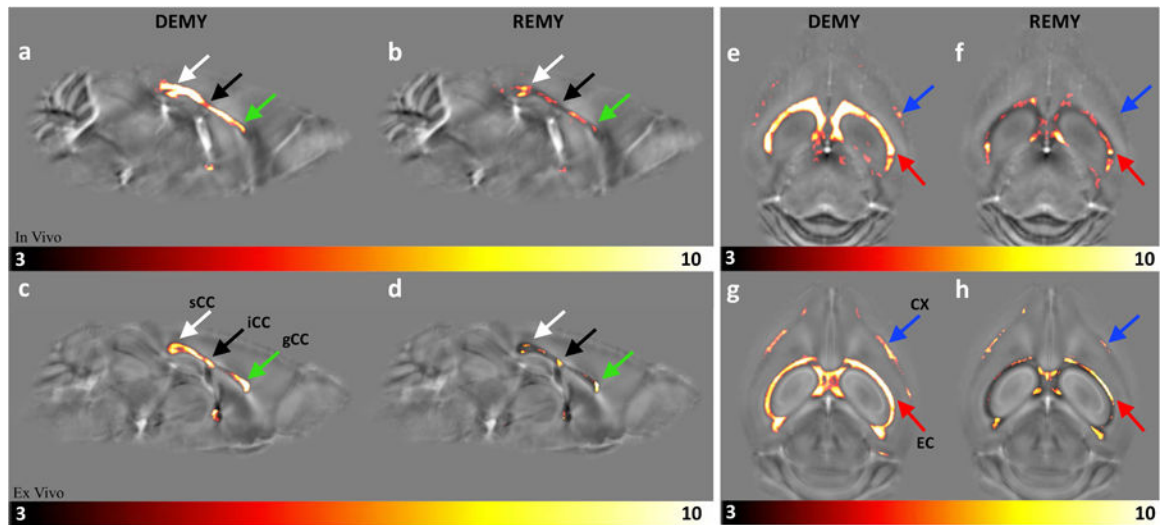 DEMY REMY DEMY REMY
a b e f
In Vivo
3 10 3 10
c d g h
sCC CX
iCC
gCC
EC
Ex Vivo
3 10 3 10